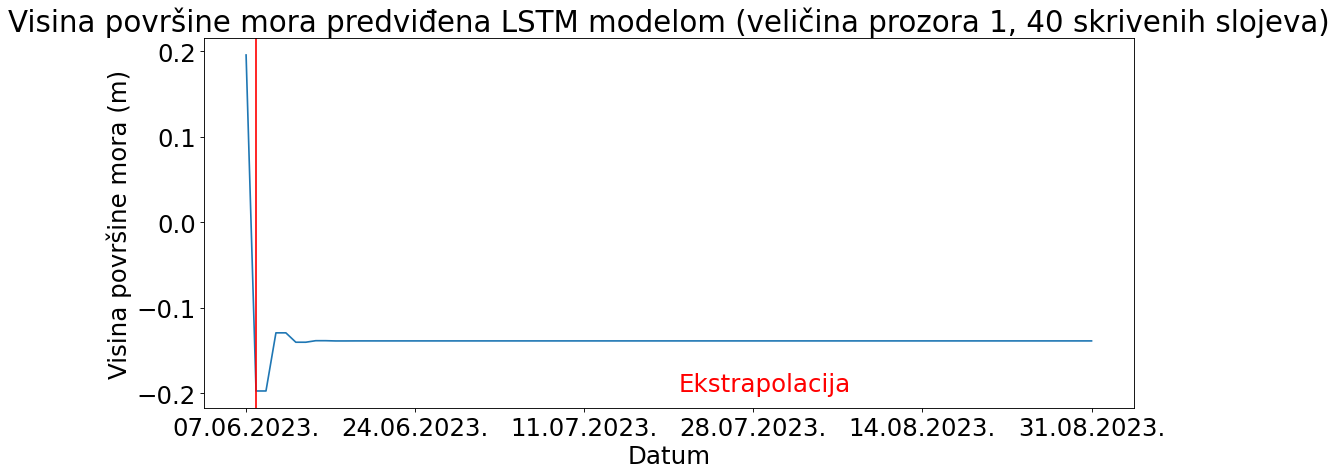 Visina površine mora predviđena LSTM modelom (veličina prozora 1, 40 skrivenih slojeva)
Visina površine mora (m)
0.2
0.1
0.0
−0.1
−0.2
Ekstrapolacija
07.06.2023. 24.06.2023. 11.07.2023. 28.07.2023. 14.08.2023. 31.08.2023.
Datum